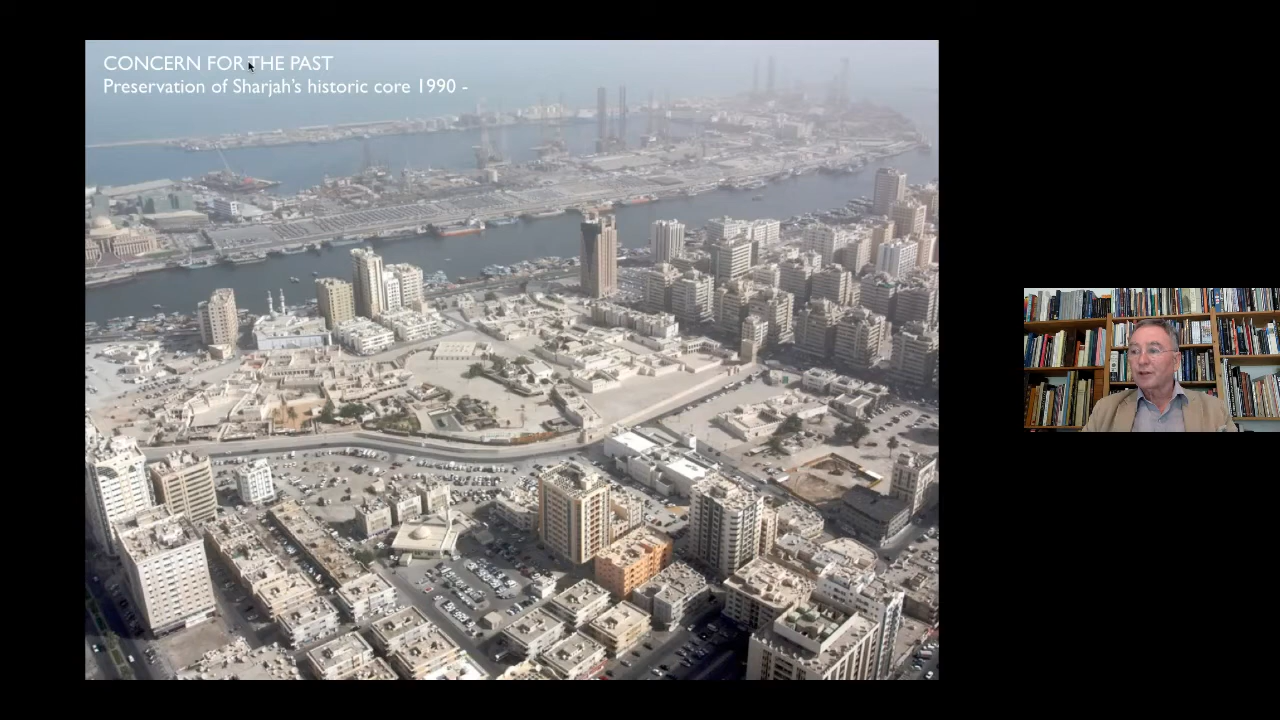 CONCERN FOR THE PAST
Preservation of Sharjah's historic core 1990 -